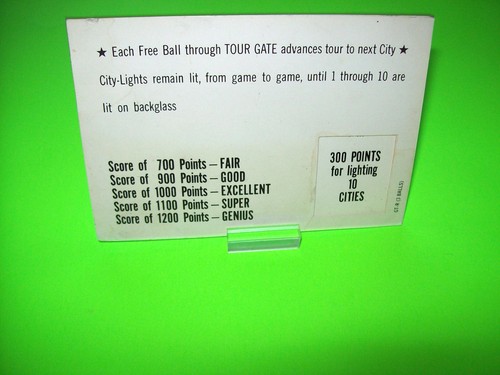 ★ Each Free Ball through TOUR GATE advances tour to next City ★
City-Lights remain lit, from game to game, until 1 through 10 are
lit on backglass
Score of 700 Points – FAIR
Score of 900 Points – GOOD
Score of 1000 Points – EXCELLENT
Score of 1100 Points – SUPER
Score of 1200 Points – GENIUS
300 POINTS
for lighting
10
CITIES
(3 BALLS)